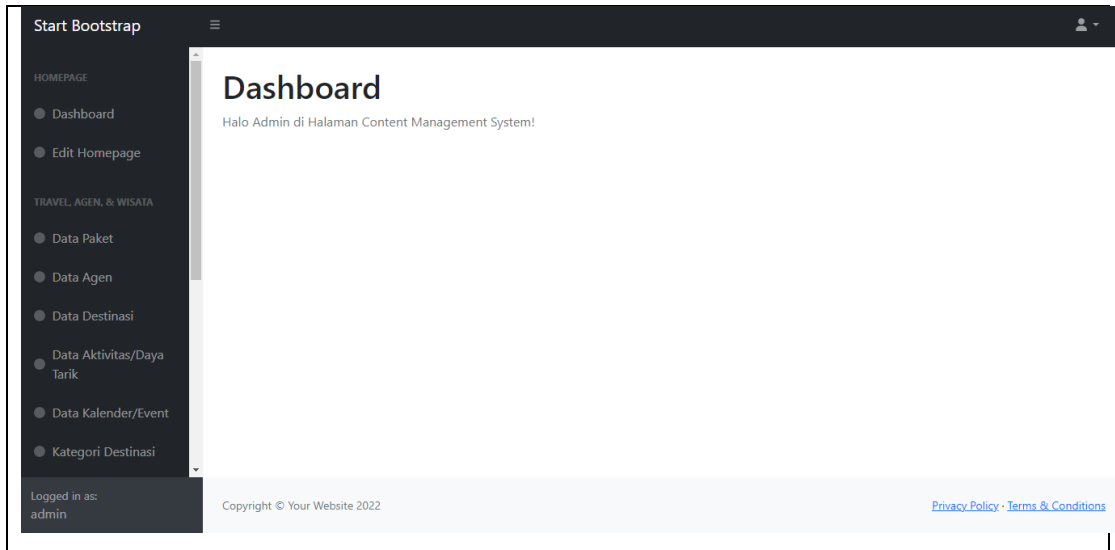 Start Bootstrap
HOMEPAGE
Dashboard
Edit Homepage
TRAVEL, AGEN, & WISATA
Data Paket
Data Agen
Data Destinasi
Data Aktivitas/Daya
Tarik
Data Kalender/Event
Kategori Destinasi
Logged in as:
admin
Dashboard
Halo Admin di Halaman Content Management System!
Copyright © Your Website 2022
Privacy Policy · Terms & Conditions